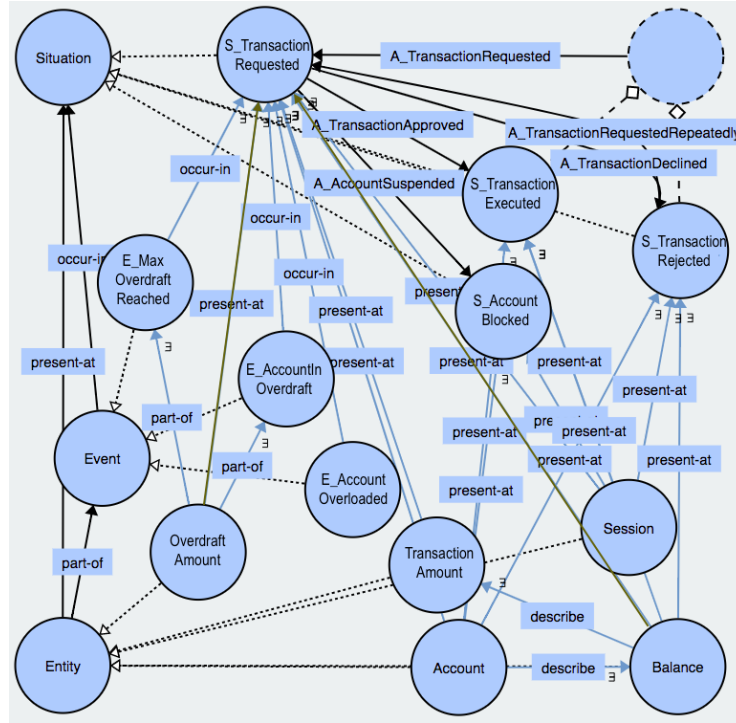 Situation
S_Transaction
Requested
A_TransactionRequested
A_TransactionApproved
A_TransactionRequestedRepeatedly
A_TransactionDeclined
occur-in
A_AccountSuspended
S_Transaction
Executed
occur-in
S_Transaction
Rejected
occur-in
E_Max
Overdraft
Reached
occur-in
present-at
present-at
S_Account
Blocked
present-at
present-at
present-at
present-at
present-at
present-at
E_AccountIn
Overdraft
part-of
present-at
present-at
present-at
Event
part-of
present-at
present-at
present-at
E_Account
Overloaded
Session
Overdraft
Amount
Transaction
Amount
part-of
describe
Entity
Account
describe
Balance